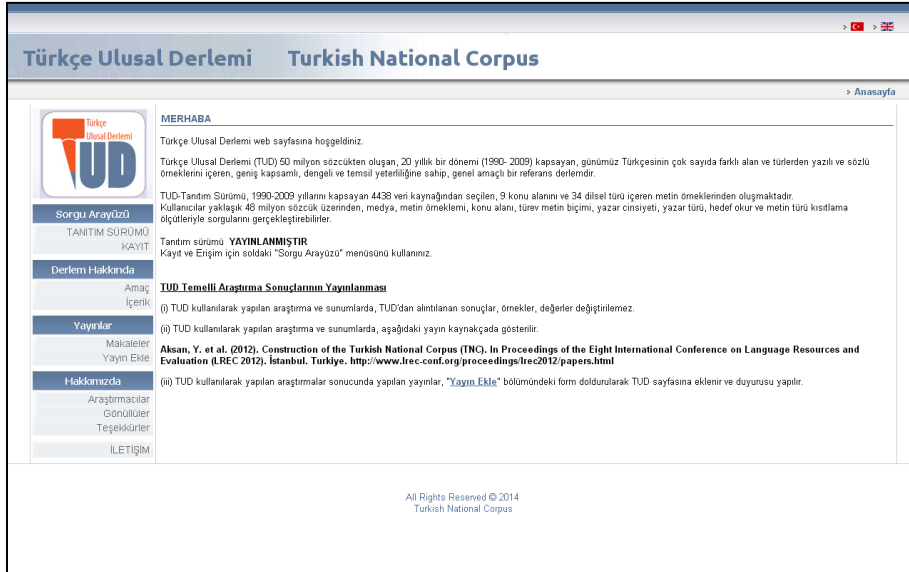 Türkçe Ulusal Derlemi Turkish National Corpus
> Anasayfa
Türkçe
Ulusal Derlemi
TUD
Sorgu Arayüzü
TANITIM SÜRÜMÜ
KAYIT
Derlem Hakkında
Amaç
İçerik
Yayınlar
Makaleler
Yayın Ekle
Hakkımızda
Araştırmacılar
Gönüllüler
Teşekkürler
İLETİŞİM
MERHABA
Türkçe Ulusal Derlemi web sayfasına hoşgeldiniz.
Türkçe Ulusal Derlemi (TUD) 50 milyon sözcükten oluşan, 20 yıllık bir dönemi (1990- 2009) kapsayan, günümüz Türkçesinin çok sayıda farklı alan ve türlerden yazılı ve sözlü
örneklerini içeren, geniş kapsamlı, dengeli ve temsil yeterliliğine sahip, genel amaçlı bir referans derlemdir.
TUD-Tanıtım Sürümü, 1990-2009 yıllarını kapsayan 4438 veri kaynağından seçilen, 9 konu alanını ve 34 dilsel türü içeren metin örneklerinden oluşmaktadır.
Kullanıcılar yaklaşık 48 milyon sözcük üzerinden, medya, metin örneklemi, konu alanı, türev metin biçimi, yazar cinsiyeti, yazar türü, hedef okur ve metin türü kısıtlama
ölçütleriyle sorgularını gerçekleştirebilirler.
Tanıtım sürümü YAYINLANMIŞTIR
Kayıt ve Erişim için soldaki "Sorgu Arayüzü" menüsünü kullanınız.
TUD Temelli Araştırma Sonuçlarının Yayınlanması
(i) TUD kullanılarak yapılan araştırma ve sunumlarda, TUD'dan alıntılanan sonuçlar, örnekler, değerler değiştirilemez.
(ii) TUD kullanılarak yapılan araştırma ve sunumlarda, aşağıdaki yayın kaynakçada gösterilir.
Aksan, Y. et al. (2012). Construction of the Turkish National Corpus (TNC). In Proceedings of the Eight International Conference on Language Resources and
Evaluation (LREC 2012). İstanbul. Turkiye. http://www.lrec-conf.org/proceedings/lrec2012/papers.html
(iii) TUD kullanılarak yapılan araştırmalar sonucunda yapılan yayınlar, "Yayın Ekle" bölümündeki form doldurularak TUD sayfasına eklenir ve duyurusu yapılır.
All Rights Reserved © 2014
Turkish National Corpus